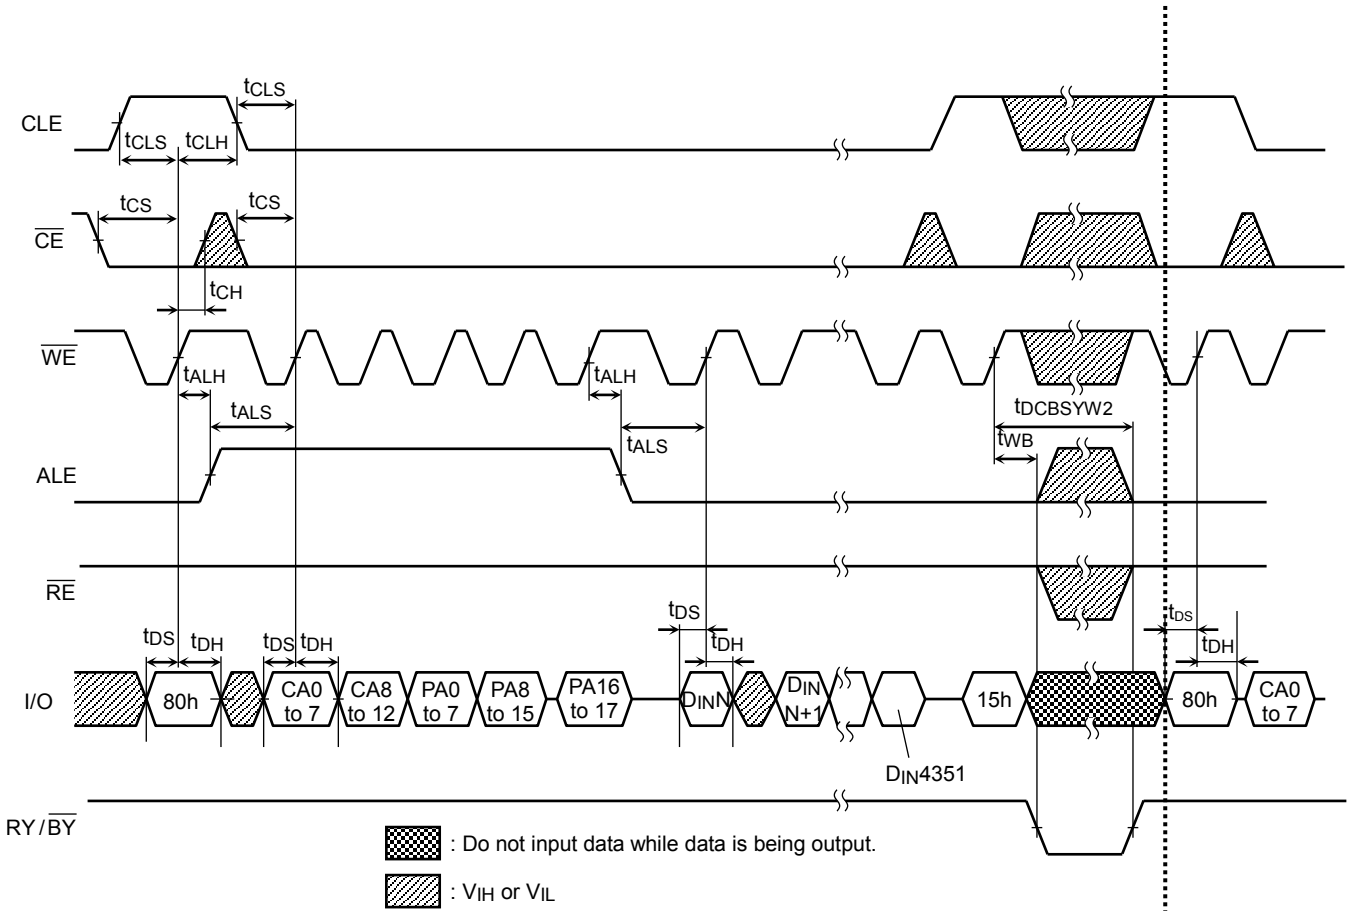 tCLS
CLE
tCLS
tCLH
tCS
tCS
CE
tCH
WE
tALH
tALH
tDCBSYW2
tALS
tWB
tALS
ALE
RE
tDS
tDS
tDH
tDS
tDH
tDH
tDH
I/O
80h
CA0
to 7
CA8
to 12
PA0
to 7
PA8
to 15
PA16
to 17
DINN
DIN
N+1
15h
80h
CA0
to 7
DIN4351
RY/BY
: Do not input data while data is being output.
: VIH or VIL